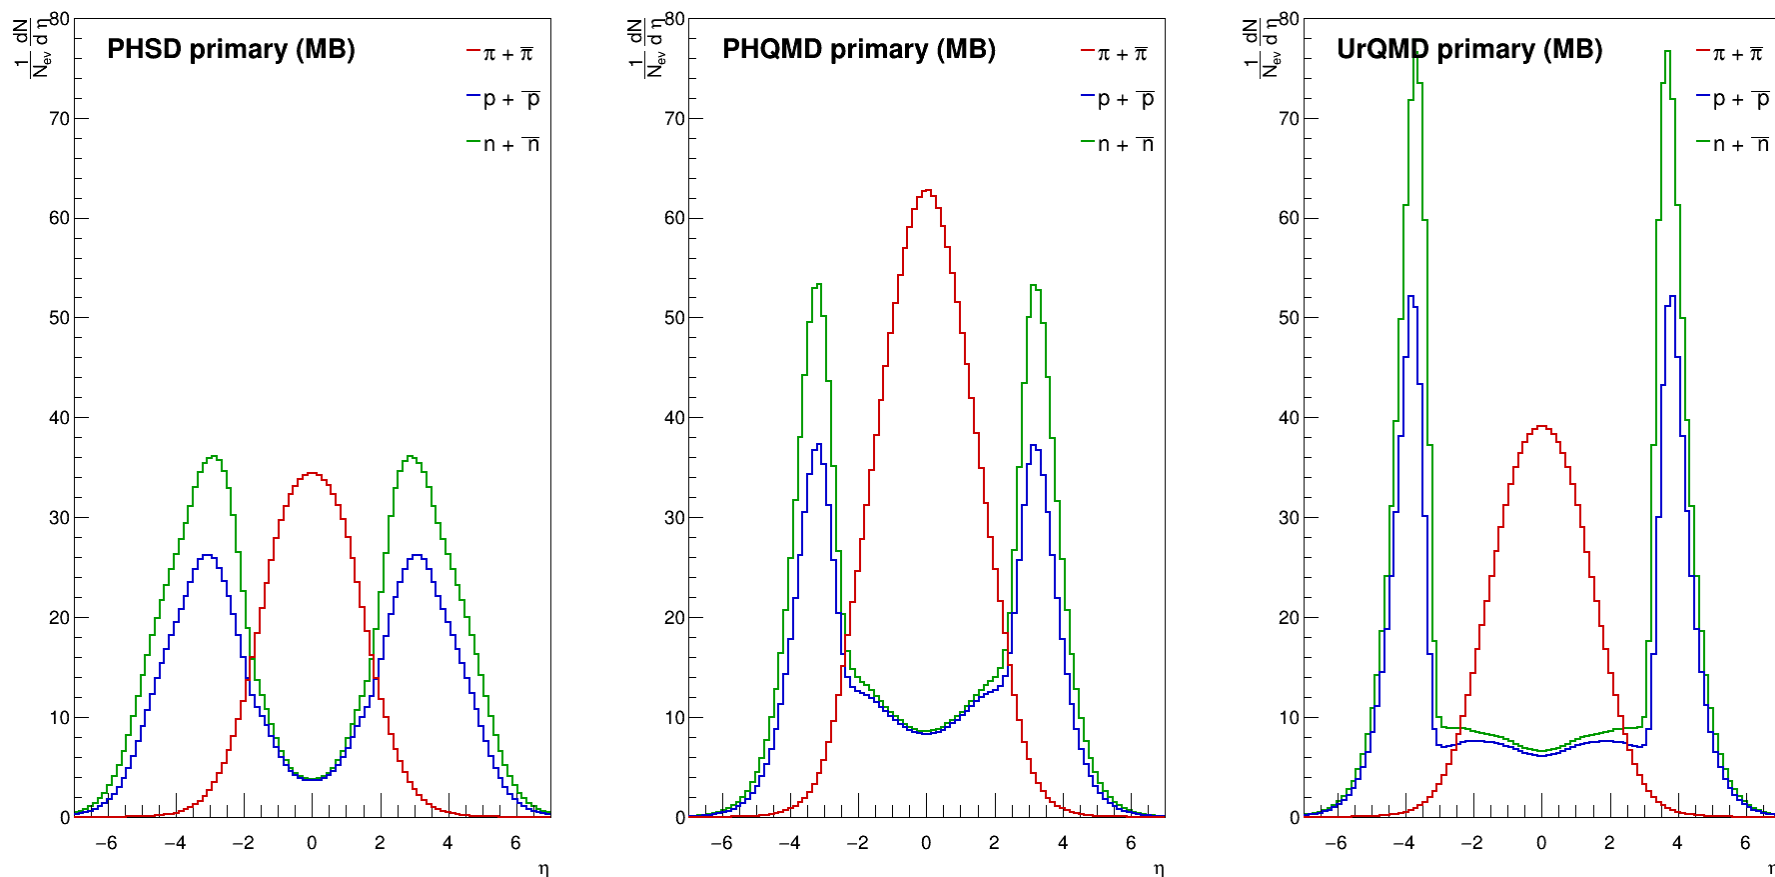 PHSD primary (MB)
1/N_ev dN/dη
π + π̅
p + p̅
n + n̅
80
70
60
50
40
30
20
10
0
−6 −4 −2 0 2 4 6
η
PHQMD primary (MB)
1/N_ev dN/dη
π + π̅
p + p̅
n + n̅
80
70
60
50
40
30
20
10
0
−6 −4 −2 0 2 4 6
η
UrQMD primary (MB)
1/N_ev dN/dη
π + π̅
p + p̅
n + n̅
80
70
60
50
40
30
20
10
0
−6 −4 −2 0 2 4 6
η